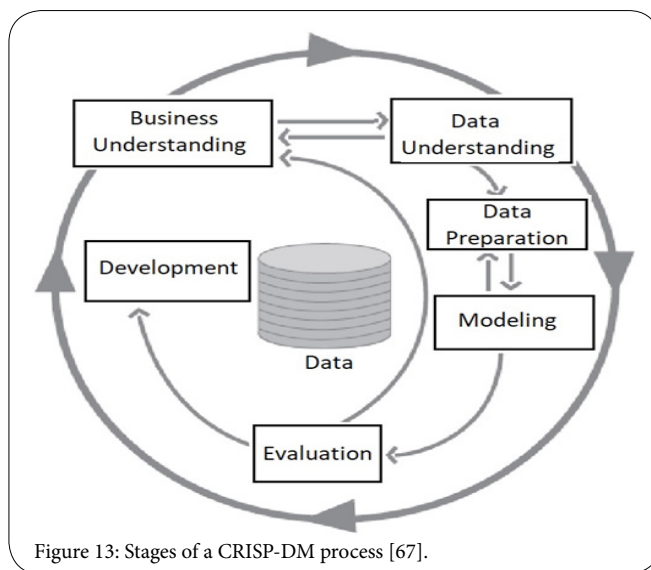 Business
Understanding
Data
Understanding
Data
Preparation
Development
Modeling
Data
Evaluation
Figure 13: Stages of a CRISP-DM process [67].